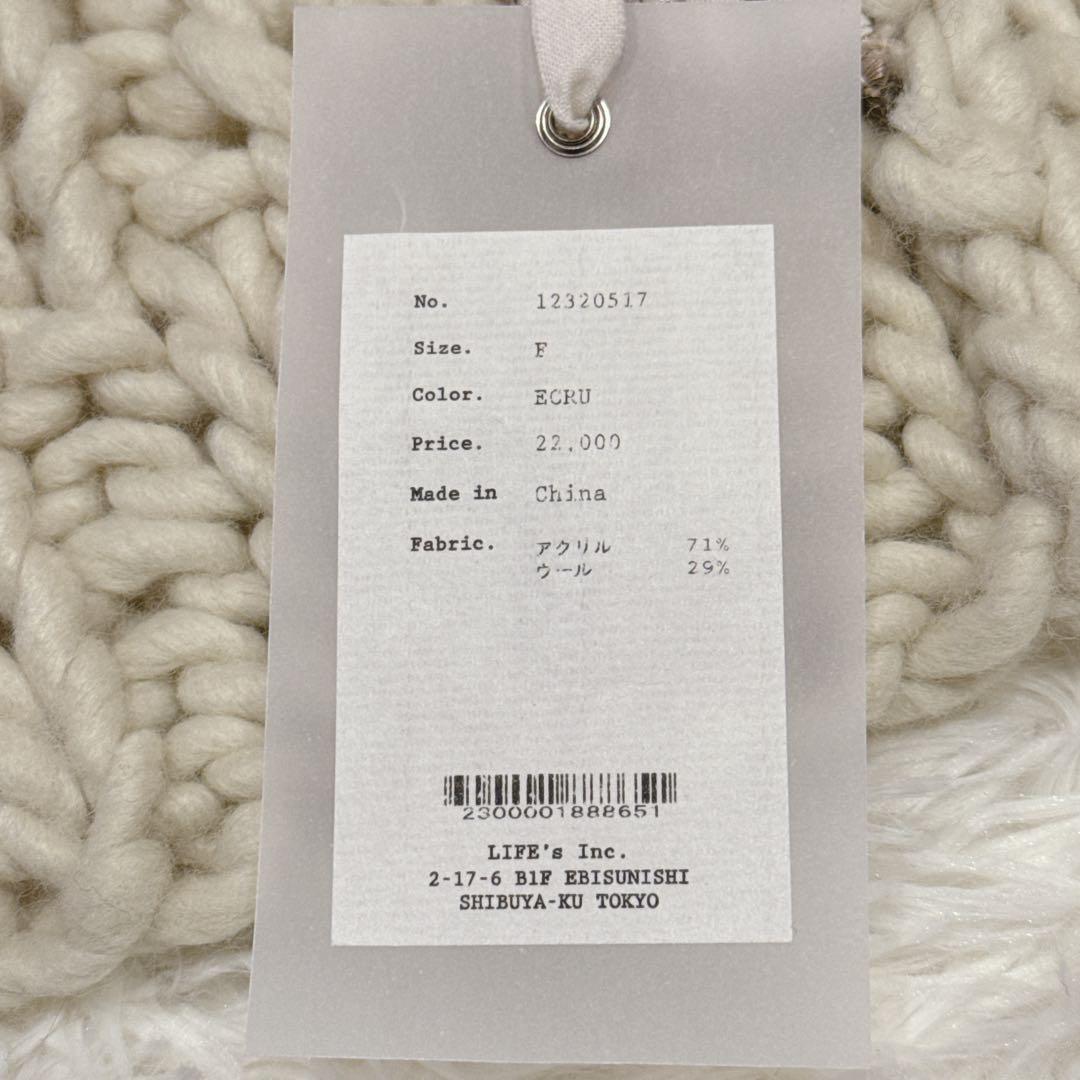 No. 12320517
Size. F
Color. ECRU
Price. 22,000
Made in China
Fabric. アクリル 71%
ウール 29%
2300001888651
LIFE's Inc.
2-17-6 B1F EBISUNISHI
SHIBUYA-KU TOKYO